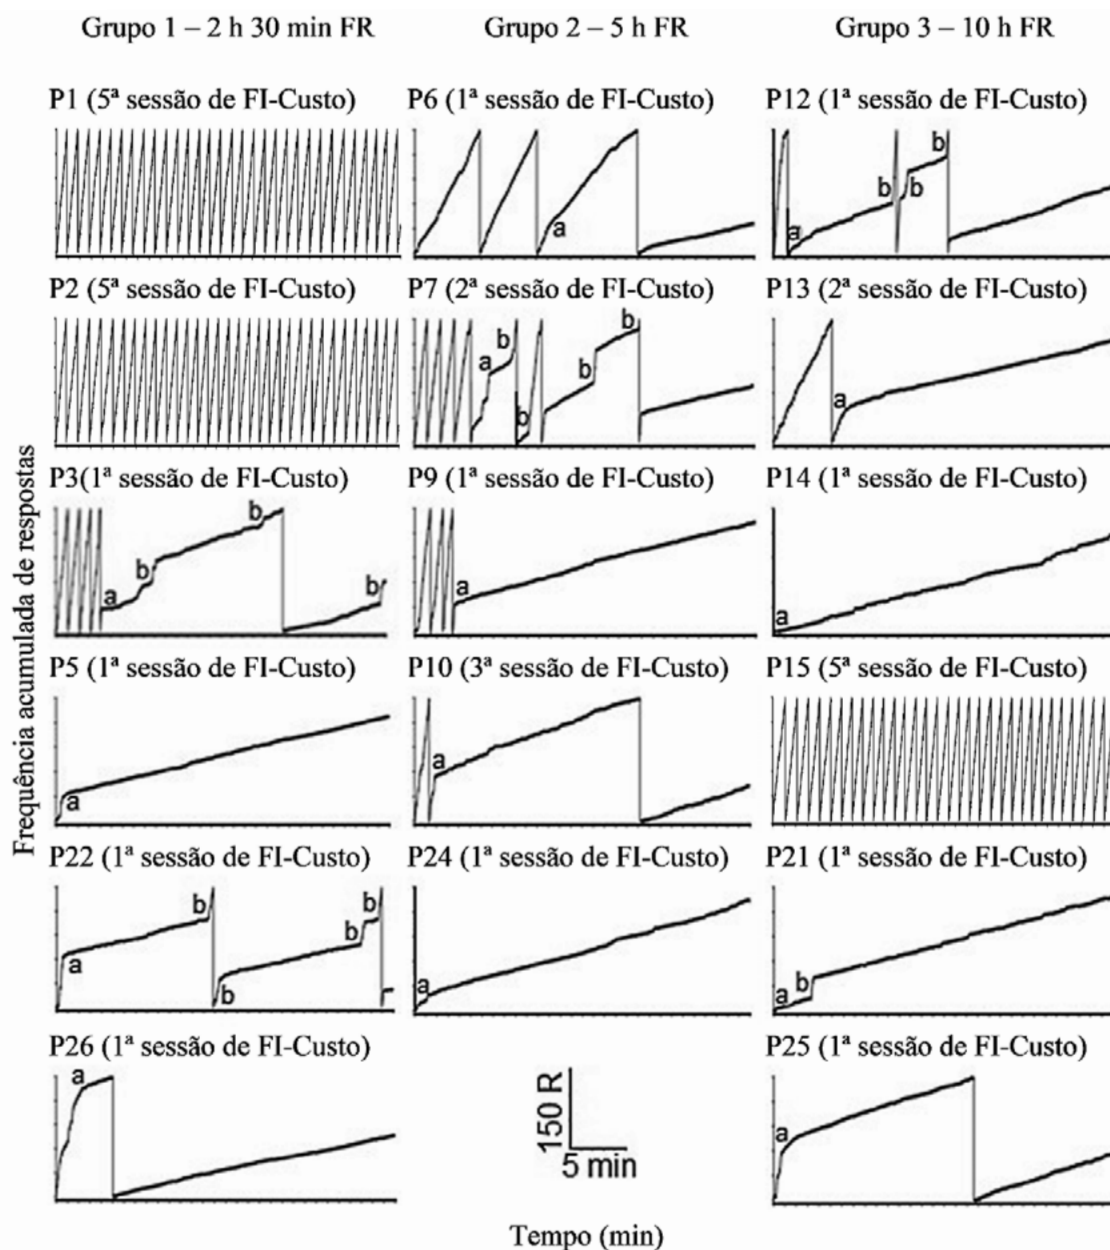 Grupo 1 – 2 h 30 min FR
Grupo 2 – 5 h FR
Grupo 3 – 10 h FR
P1 (5ª sessão de FI-Custo)
P6 (1ª sessão de FI-Custo)
a
P12 (1ª sessão de FI-Custo)
a
b
b
b
P2 (5ª sessão de FI-Custo)
P7 (2ª sessão de FI-Custo)
a
b
b
b
b
P13 (2ª sessão de FI-Custo)
a
P3(1ª sessão de FI-Custo)
a
b
b
b
P9 (1ª sessão de FI-Custo)
a
P14 (1ª sessão de FI-Custo)
a
P5 (1ª sessão de FI-Custo)
a
P10 (3ª sessão de FI-Custo)
a
P15 (5ª sessão de FI-Custo)
P22 (1ª sessão de FI-Custo)
a
b
b
b
b
P24 (1ª sessão de FI-Custo)
a
P21 (1ª sessão de FI-Custo)
a
b
P26 (1ª sessão de FI-Custo)
a
150 R
5 min
P25 (1ª sessão de FI-Custo)
a
Frequência acumulada de respostas
Tempo (min)